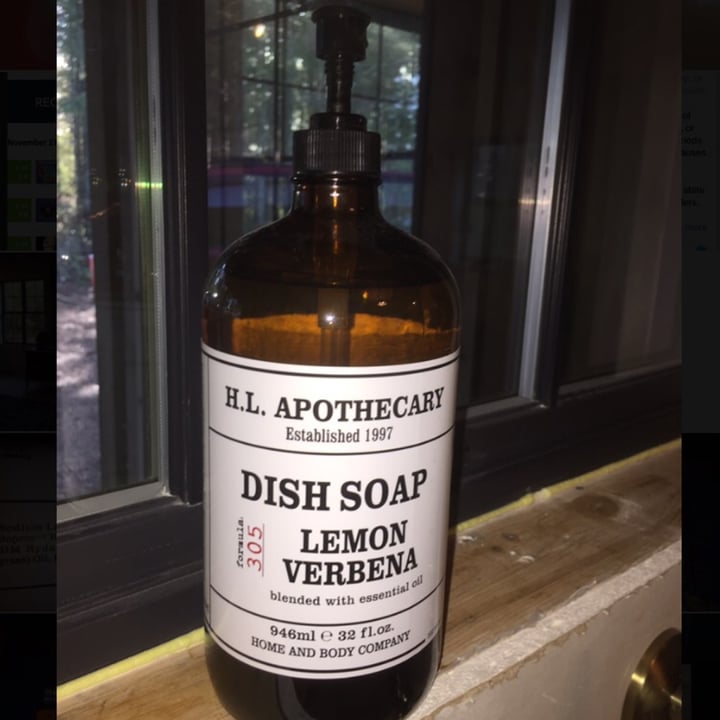 H.L. APOTHECARY
Established 1997
DISH SOAP
formula:
305
LEMON
VERBENA
blended with essential oil
946ml ℮ 32 fl.oz.
HOME AND BODY COMPANY